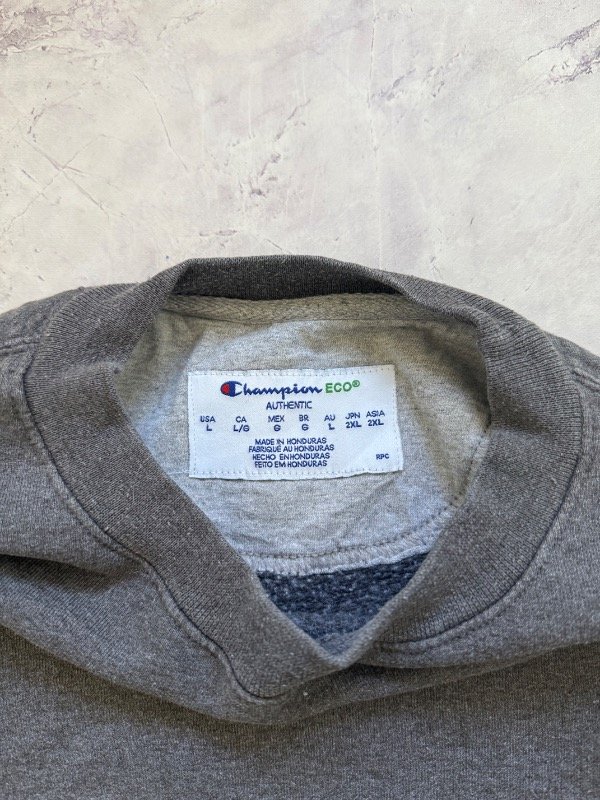 Champion ECO®
AUTHENTIC
USA CA MEX BR AU JPN ASIA
L L/G G G L 2XL 2XL
MADE IN HONDURAS
FABRIQUÉ AU HONDURAS
HECHO EN HONDURAS
FEITO EM HONDURAS RPC